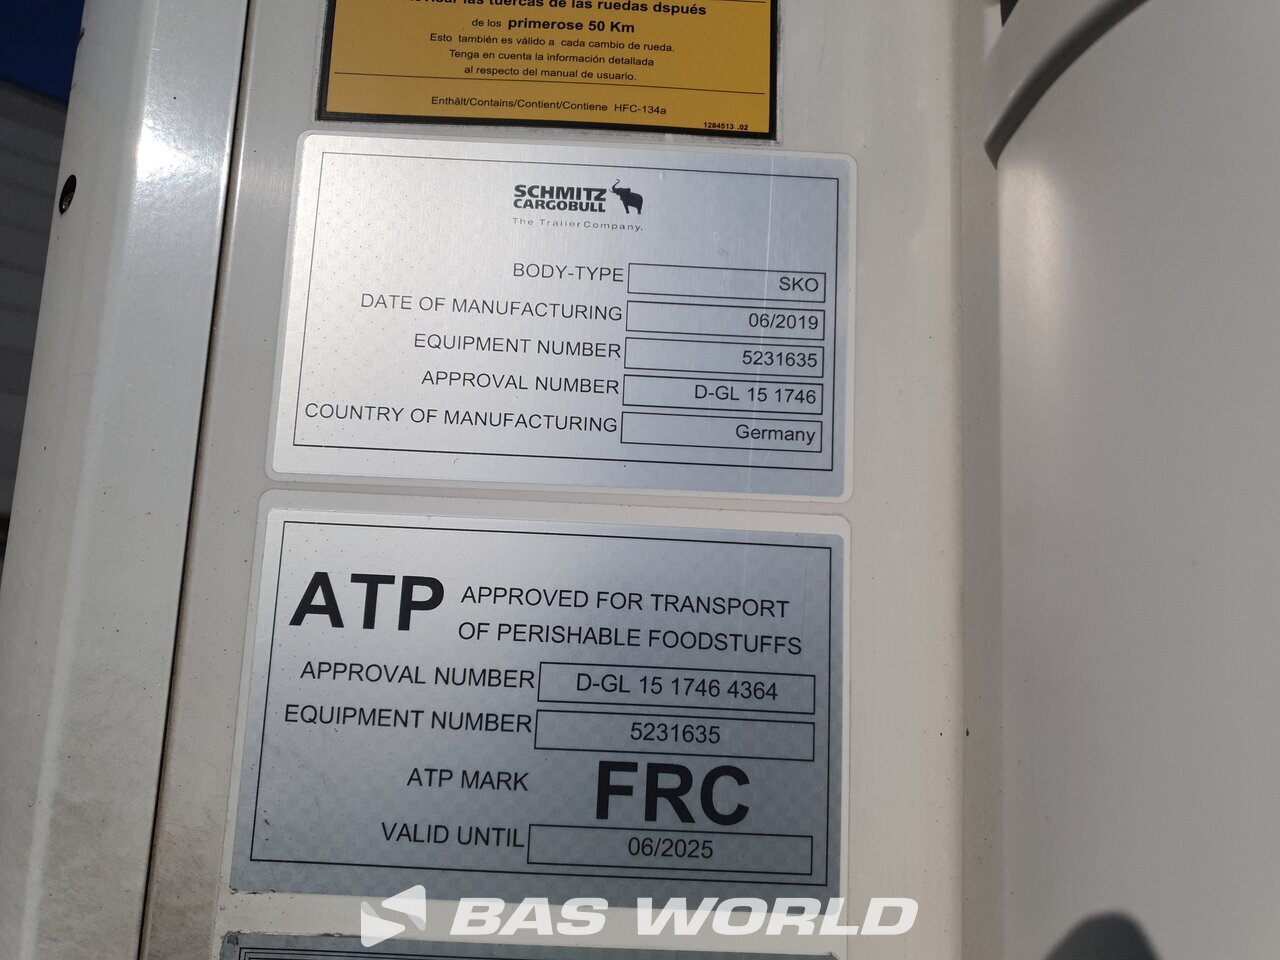 las tuercas de las ruedas dspués
de los primerose 50 Km
Esto también es válido a cada cambio de rueda.
Tenga en cuenta la información detallada
al respecto del manual de usuario.
Enthält/Contains/Contient/Contiene HFC-134a
1284513 .02
SCHMITZ
CARGOBULL
The Trailer Company.
BODY-TYPE SKO
DATE OF MANUFACTURING 06/2019
EQUIPMENT NUMBER 5231635
APPROVAL NUMBER D-GL 15 1746
COUNTRY OF MANUFACTURING Germany
ATP APPROVED FOR TRANSPORT
OF PERISHABLE FOODSTUFFS
APPROVAL NUMBER D-GL 15 1746 4364
EQUIPMENT NUMBER 5231635
ATP MARK FRC
VALID UNTIL 06/2025
BAS WORLD